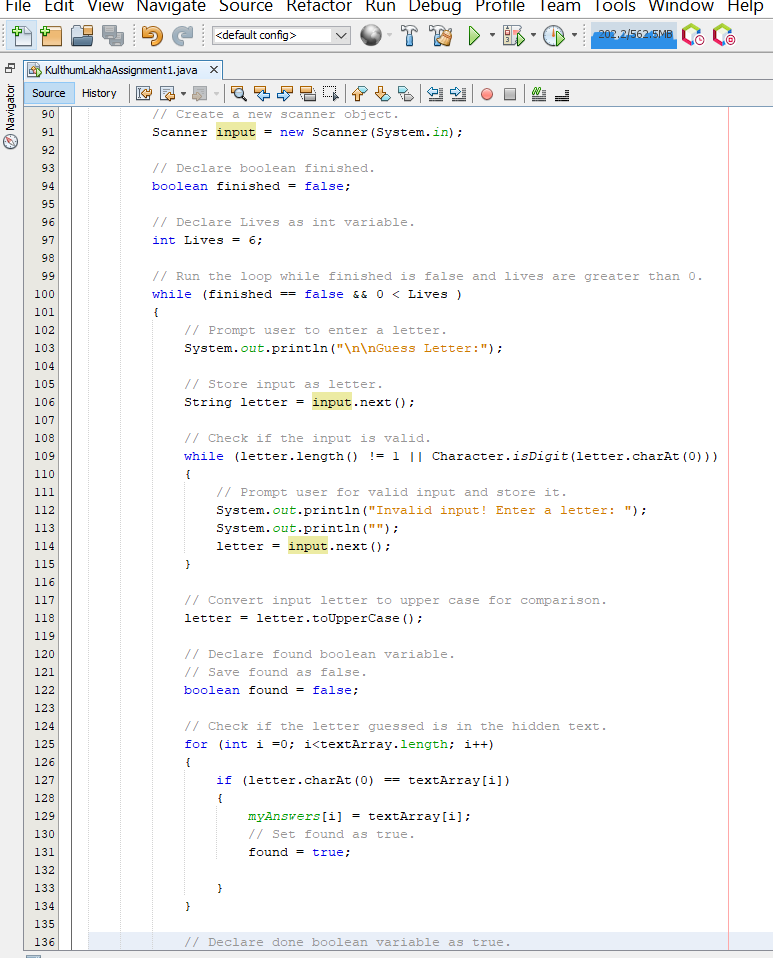 File Edit View Navigate Source Refactor Run Debug Profile Team Tools Window Help
<default config> 202.2/562.5MB
KulthumLakhaAssignment1.java
Source History
Navigator
90 // Create a new scanner object.
91 Scanner input = new Scanner(System.in);
92
93 // Declare boolean finished.
94 boolean finished = false;
95
96 // Declare Lives as int variable.
97 int Lives = 6;
98
99 // Run the loop while finished is false and lives are greater than 0.
100 while (finished == false && 0 < Lives )
101 {
102 // Prompt user to enter a letter.
103 System.out.println("\n\nGuess Letter:");
104
105 // Store input as letter.
106 String letter = input.next();
107
108 // Check if the input is valid.
109 while (letter.length() != 1 || Character.isDigit(letter.charAt(0)))
110 {
111 // Prompt user for valid input and store it.
112 System.out.println("Invalid input! Enter a letter: ");
113 System.out.println("");
114 letter = input.next();
115 }
116
117 // Convert input letter to upper case for comparison.
118 letter = letter.toUpperCase();
119
120 // Declare found boolean variable.
121 // Save found as false.
122 boolean found = false;
123
124 // Check if the letter guessed is in the hidden text.
125 for (int i =0; i<textArray.length; i++)
126 {
127 if (letter.charAt(0) == textArray[i])
128 {
129 myAnswers[i] = textArray[i];
130 // Set found as true.
131 found = true;
132
133 }
134 }
135
136 // Declare done boolean variable as true.